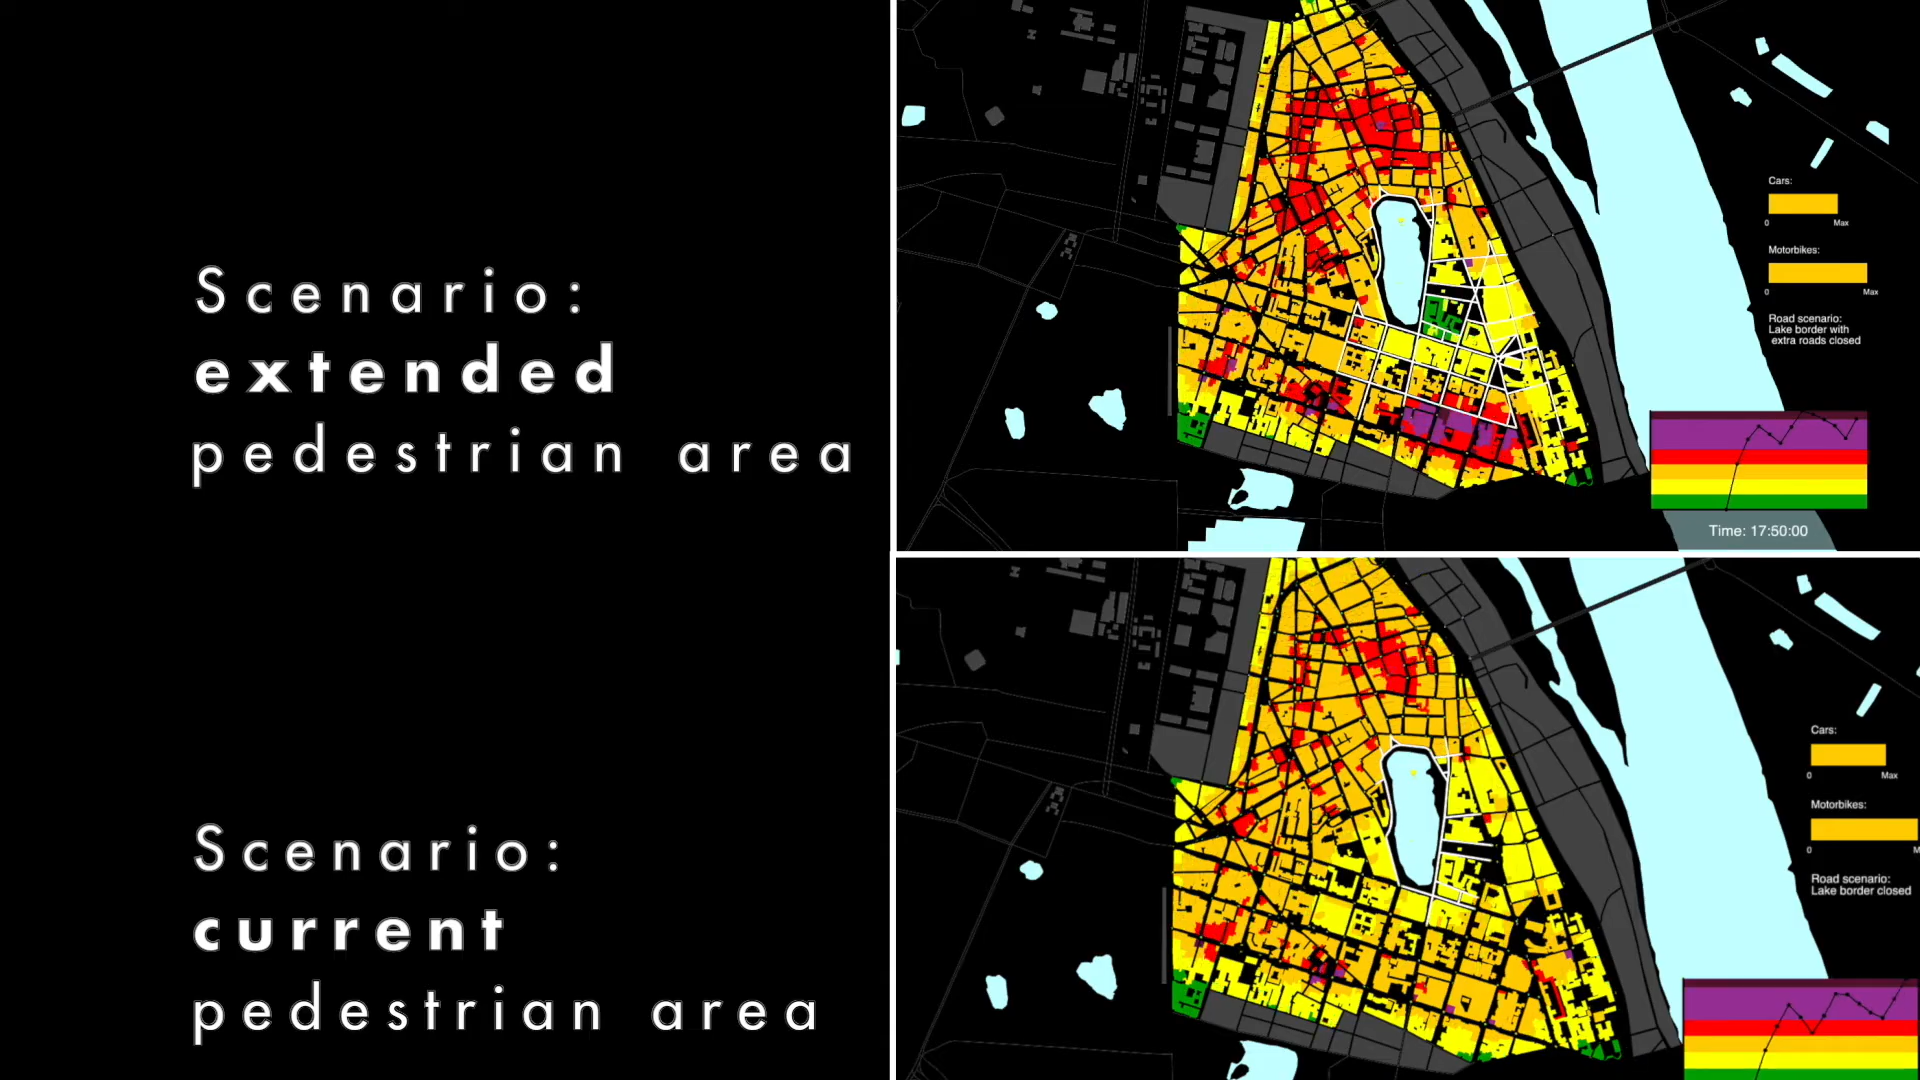 Scenario:
extended
pedestrian area
Cars:
0 Max
Motorbikes:
0 Max
Road scenario:
Lake border with
extra roads closed
Time: 17:50:00
Scenario:
current
pedestrian area
Cars:
0 Max
Motorbikes:
0 M
Road scenario:
Lake border closed